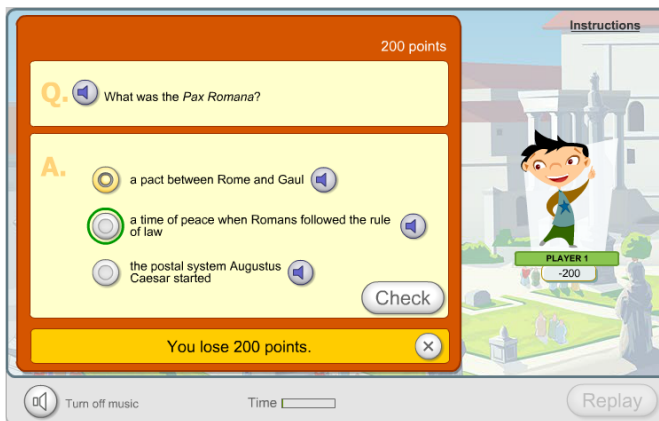 Instructions
200 points
Q. What was the Pax Romana?
A.
a pact between Rome and Gaul
a time of peace when Romans followed the rule
of law
the postal system Augustus
Caesar started
Check
PLAYER 1
-200
You lose 200 points.
Turn off music
Time
Replay